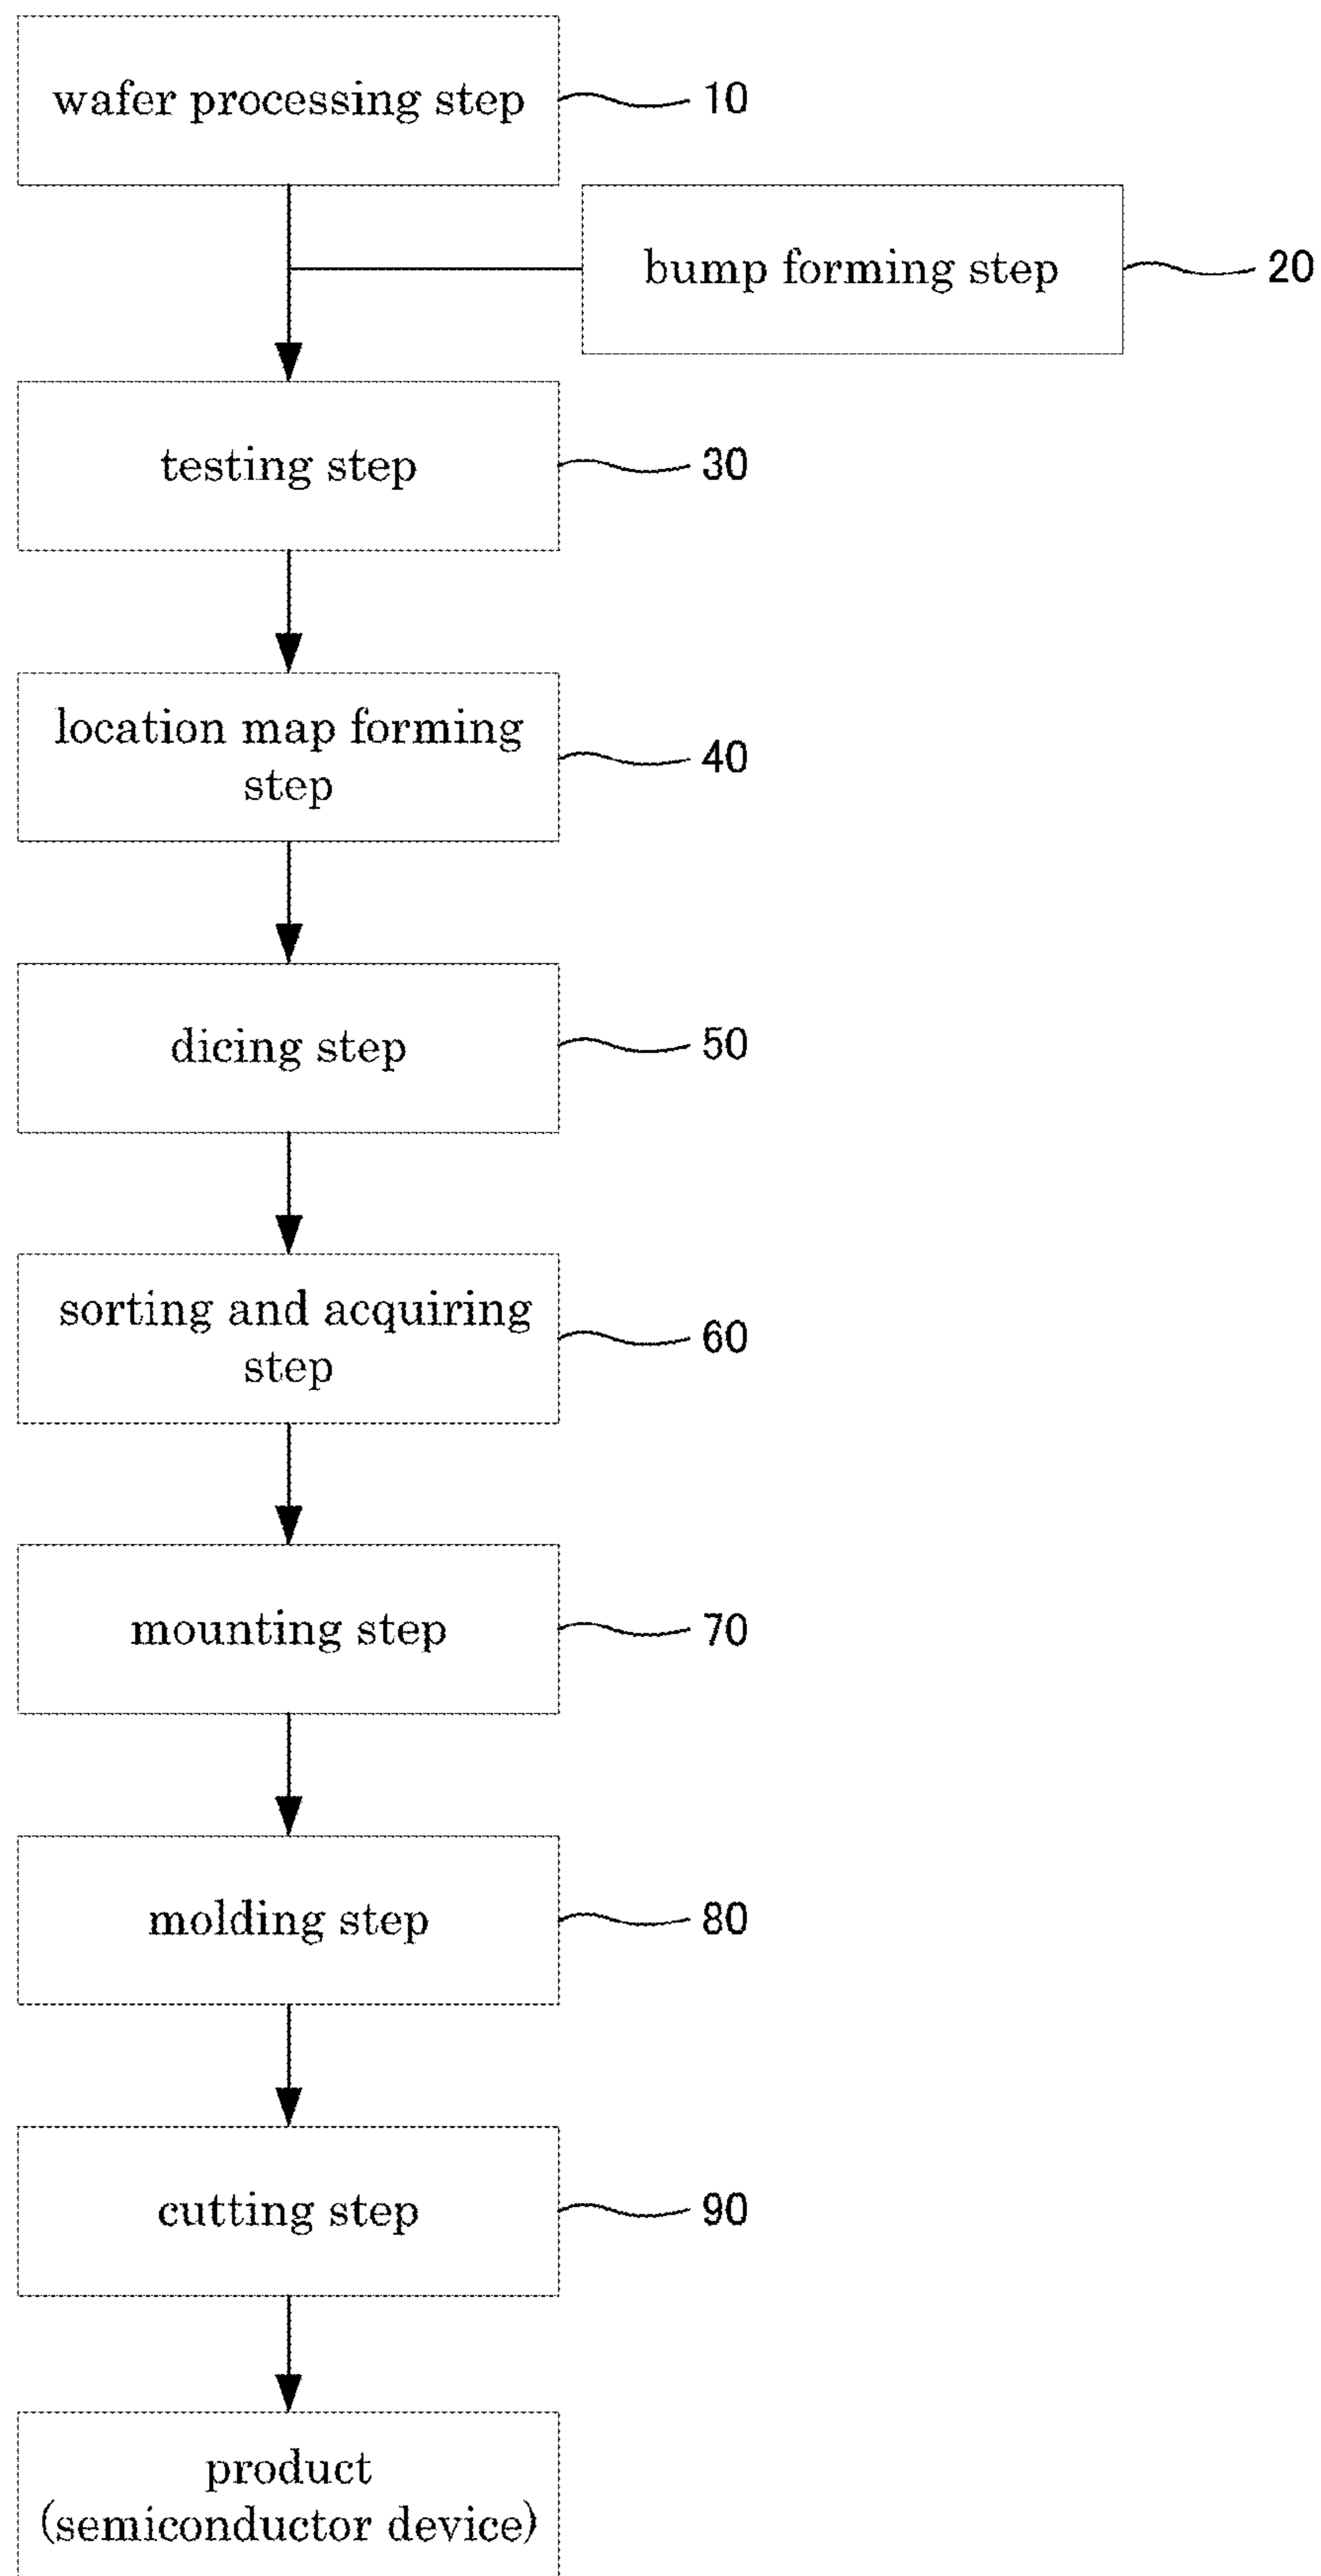 wafer processing step
10
bump forming step
20
testing step
30
location map forming
step
40
dicing step
50
sorting and acquiring
step
60
mounting step
70
molding step
80
cutting step
90
product
(semiconductor device)